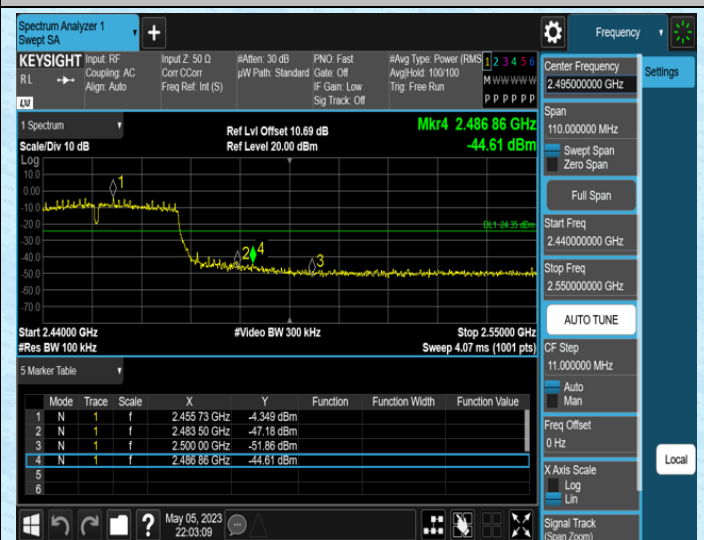 Spectrum Analyzer 1
Swept SA
+
Frequency
KEYSIGHT
RL
LXI
Input: RF
Coupling: AC
Align: Auto
Input Z: 50 Ω
Corr CCorr
Freq Ref: Int (S)
#Atten: 30 dB
µW Path: Standard
PNO: Fast
Gate: Off
IF Gain: Low
Sig Track: Off
#Avg Type: Power (RMS
Avg|Hold: 100/100
Trig: Free Run
1 2 3 4 5 6
M W W W W W
P P P P P P
1 Spectrum
Scale/Div 10 dB
Ref Lvl Offset 10.69 dB
Ref Level 20.00 dBm
Mkr4 2.486 86 GHz
-44.61 dBm
Log
10.0
0.00
-10.0
-20.0
-30.0
-40.0
-50.0
-60.0
-70.0
1
2
4
3
DL1 -24.35 dBm
Start 2.44000 GHz
#Res BW 100 kHz
#Video BW 300 kHz
Stop 2.55000 GHz
Sweep 4.07 ms (1001 pts)
5 Marker Table
Mode Trace Scale X Y Function Function Width Function Value
1 N 1 f 2.455 73 GHz -4.349 dBm
2 N 1 f 2.483 50 GHz -47.18 dBm
3 N 1 f 2.500 00 GHz -51.86 dBm
4 N 1 f 2.486 86 GHz -44.61 dBm
5
6
?
May 05, 2023
22:03:09
Center Frequency
2.495000000 GHz
Span
110.000000 MHz
Swept Span
Zero Span
Full Span
Start Freq
2.440000000 GHz
Stop Freq
2.550000000 GHz
AUTO TUNE
CF Step
11.000000 MHz
Auto
Man
Freq Offset
0 Hz
X Axis Scale
Log
Lin
Signal Track
(Span Zoom)
Settings
Local